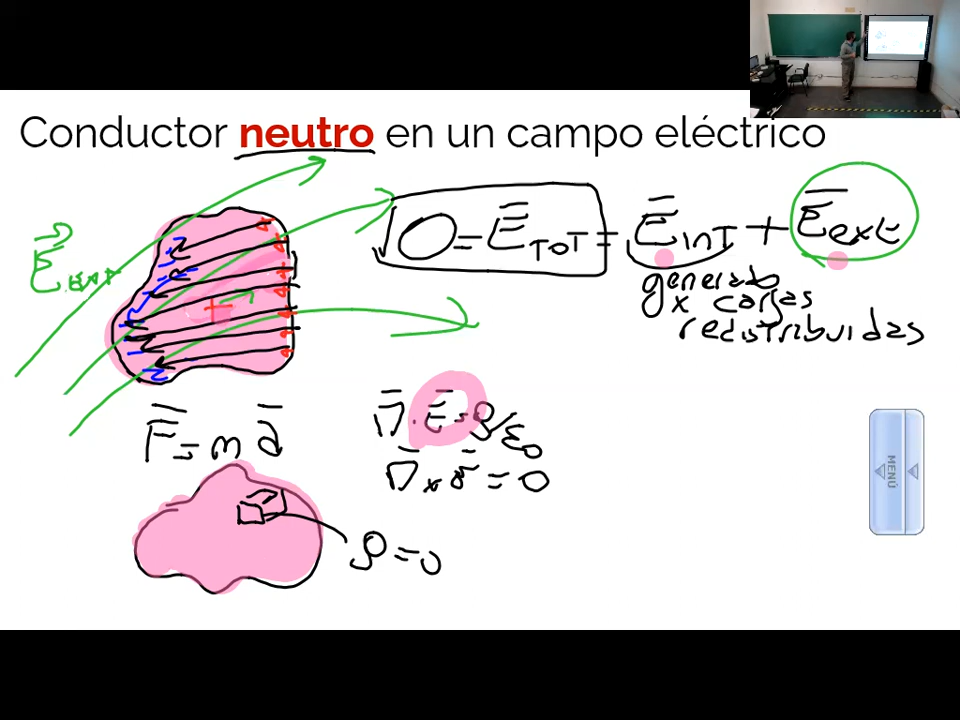 Conductor neutro en un campo eléctrico
E ext
0 = E TOT = E int + E ext
generado
x cargas
redistribuidas
F = m a
∇ · E = ρ/ε0
∇ x E = 0
ρ = 0
MENÚ